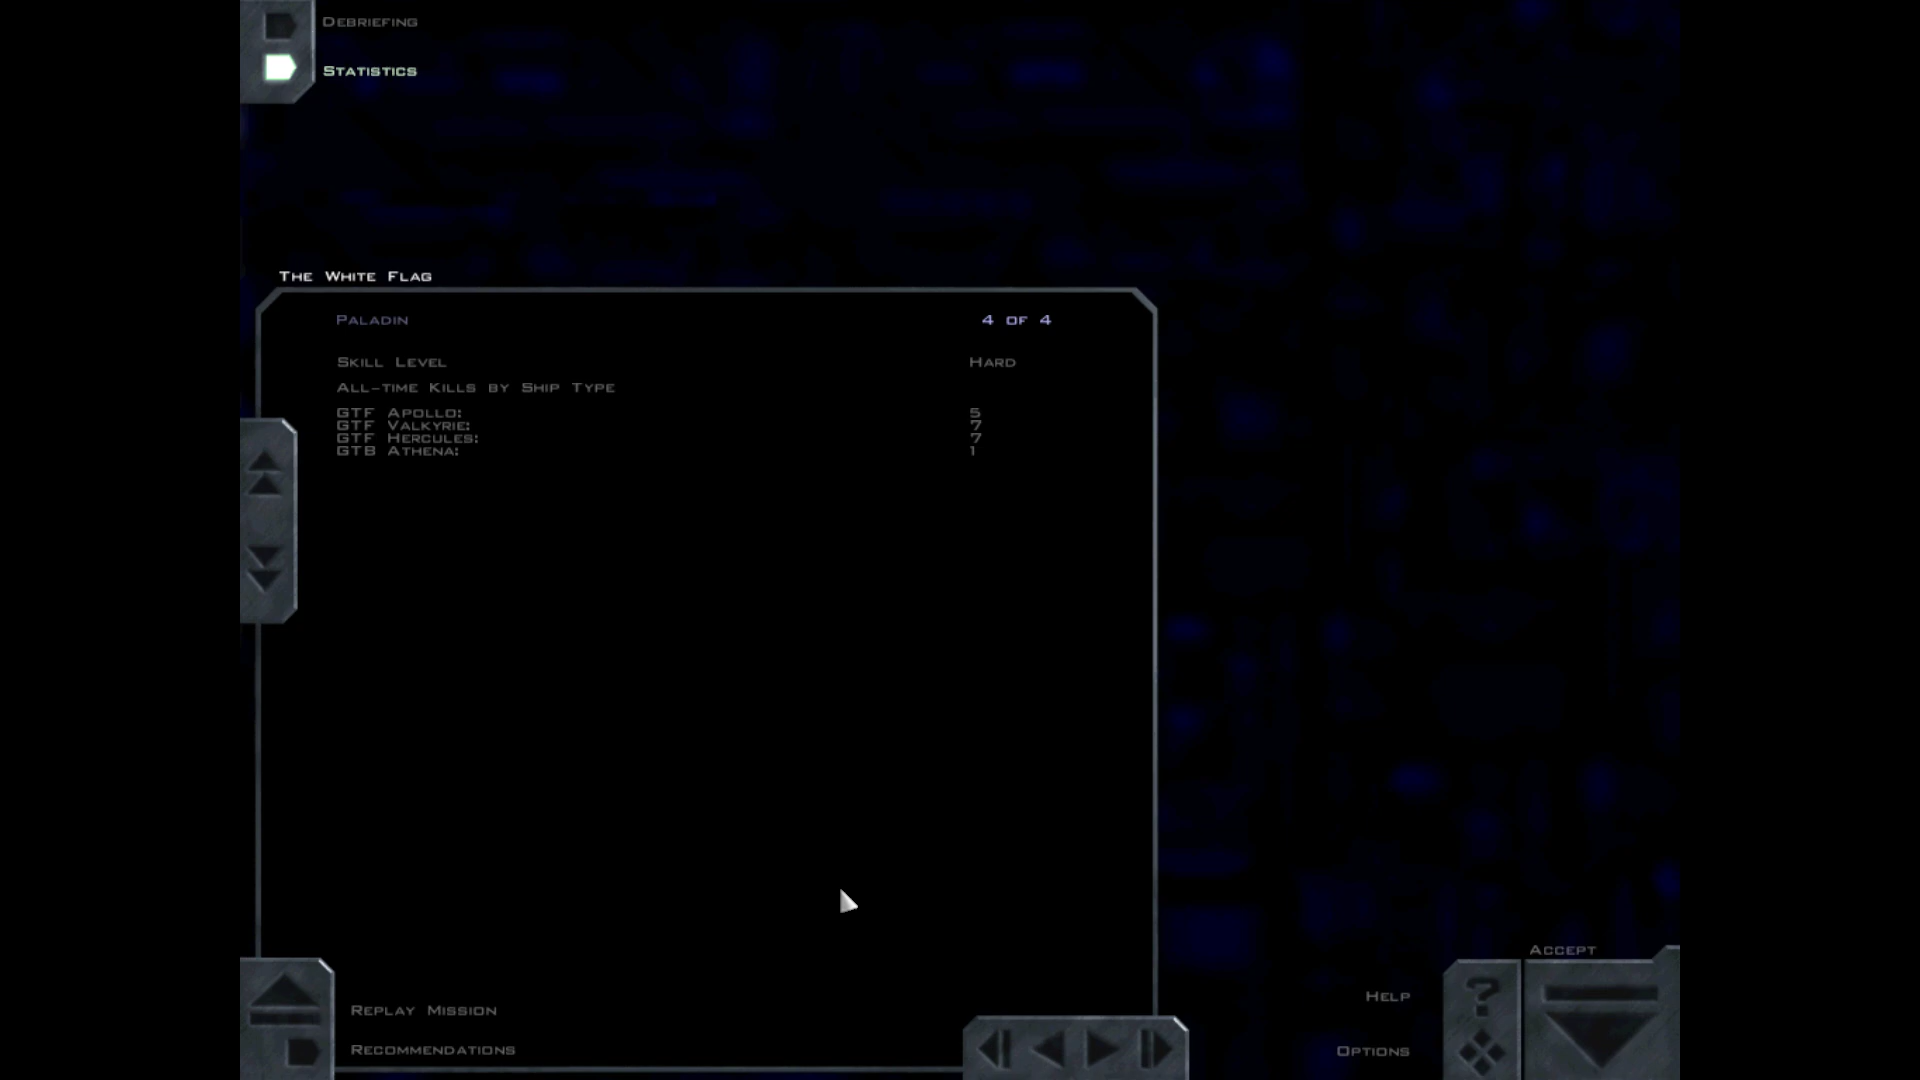 Debriefing
Statistics
The White Flag
Paladin 4 of 4
Skill Level Hard
All-time Kills by Ship Type
GTF Apollo: 5
GTF Valkyrie: 7
GTF Hercules: 7
GTB Athena: 1
Accept
Help
?
Replay Mission
Recommendations
Options